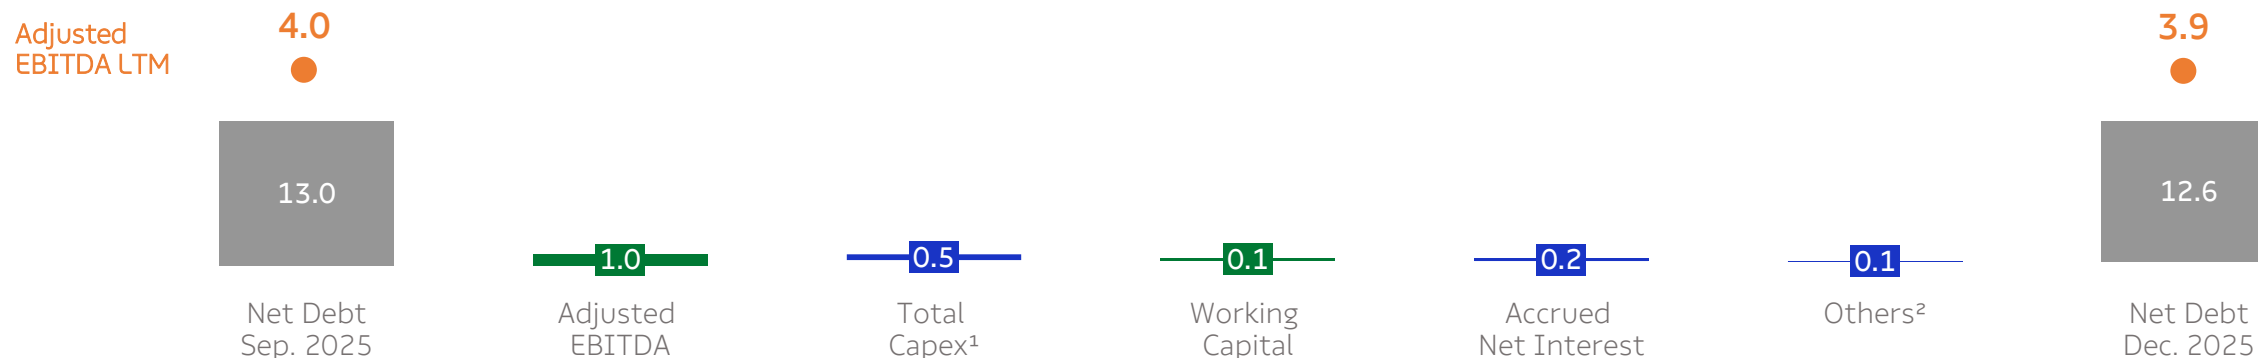 Adjusted
EBITDA LTM
4.0
3.9
13.0
1.0
0.5
0.1
0.2
0.1
12.6
Net Debt
Sep. 2025
Adjusted
EBITDA
Total
Capex¹
Working
Capital
Accrued
Net Interest
Others²
Net Debt
Dec. 2025